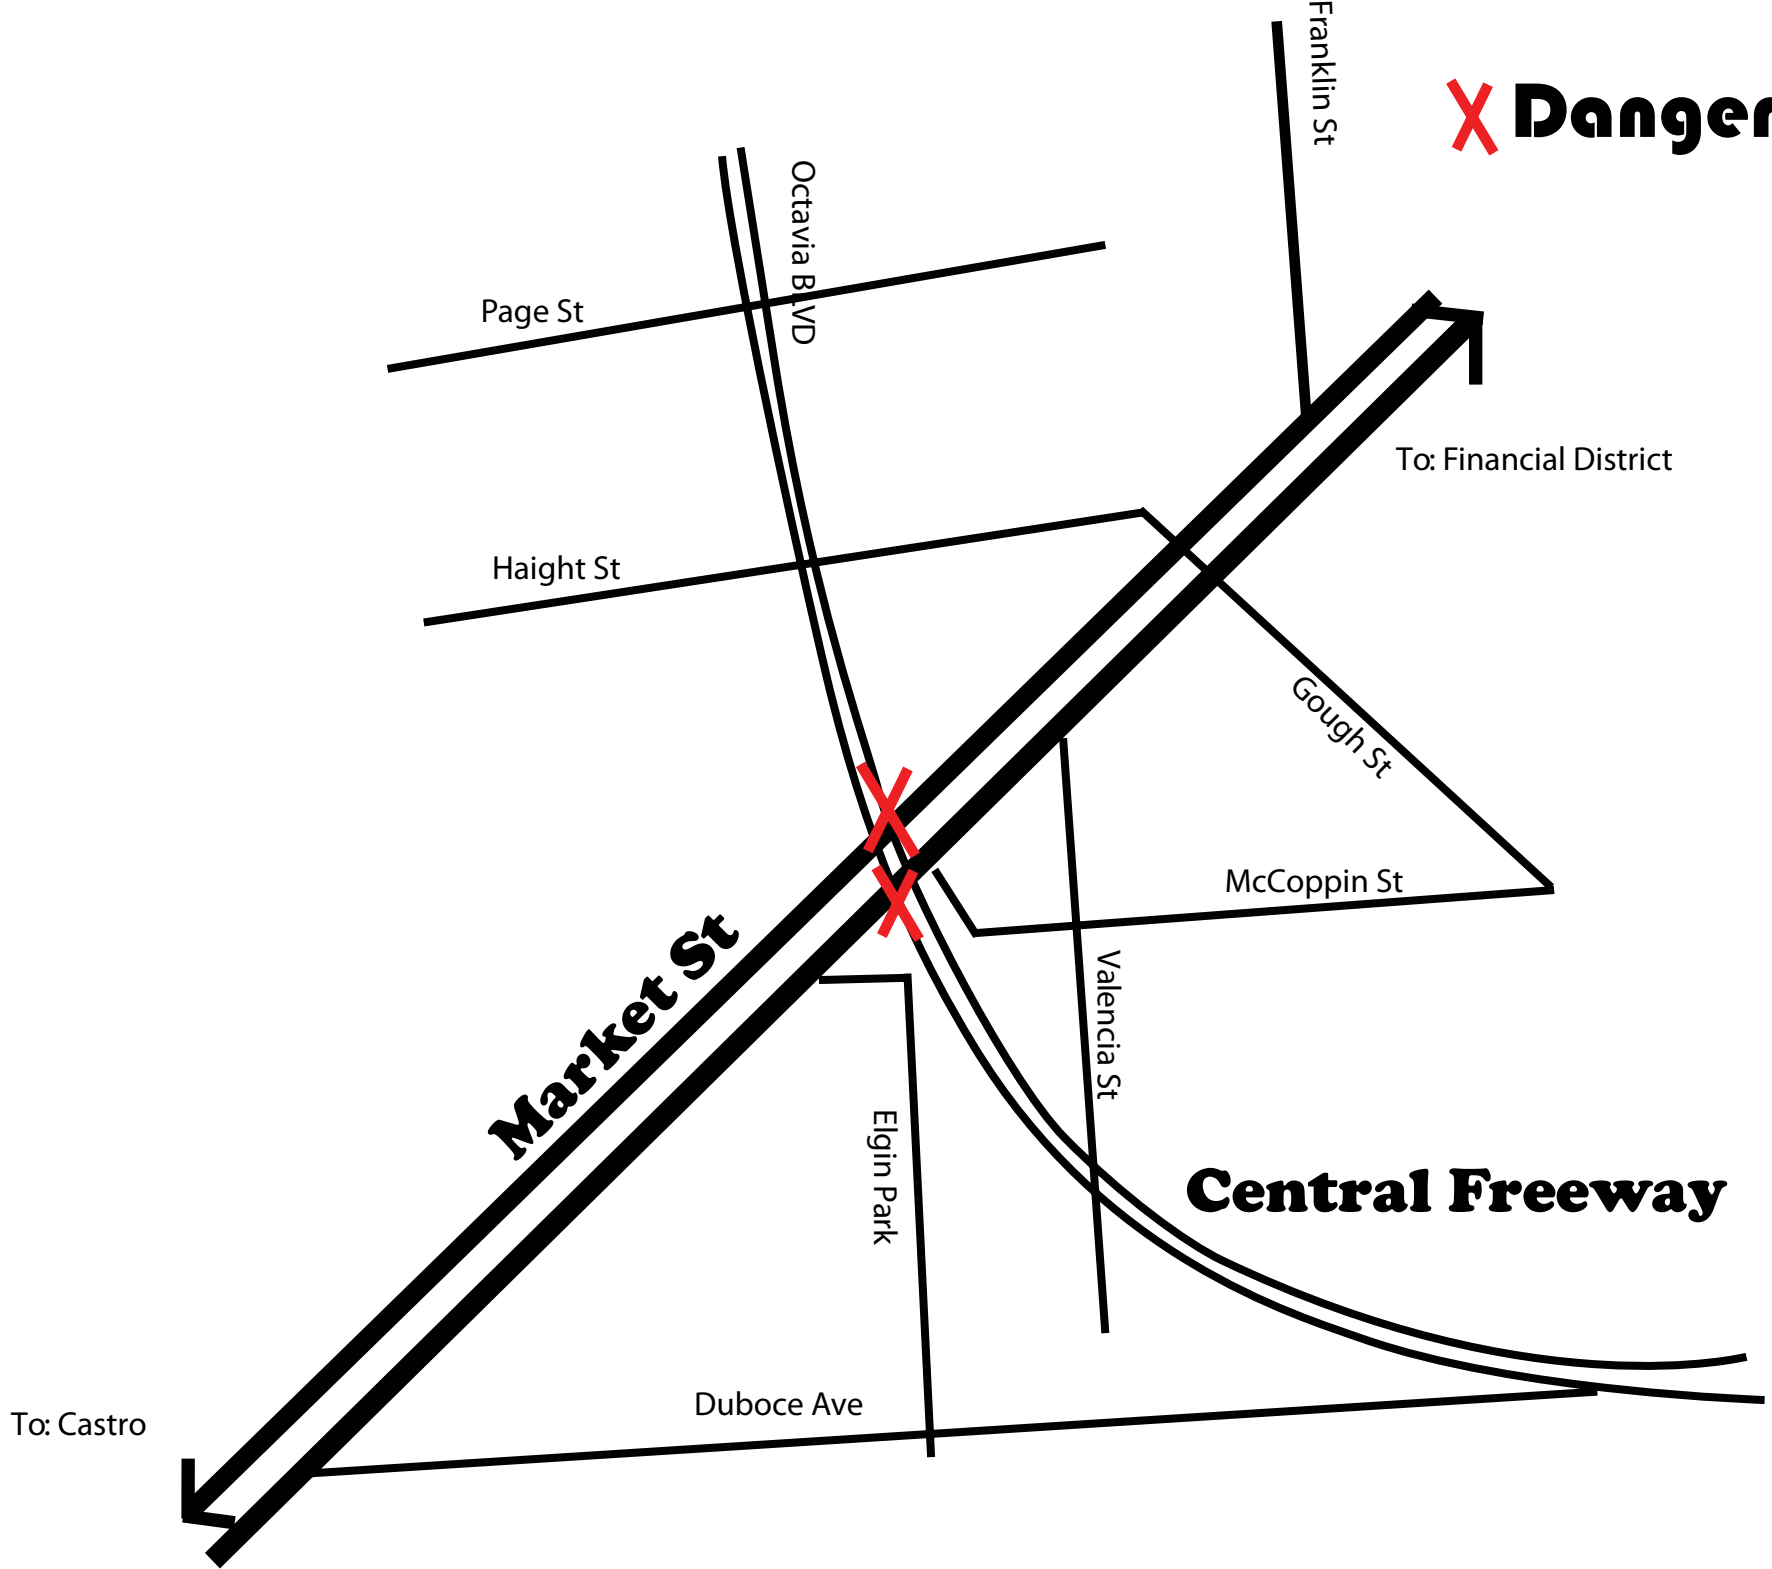 Franklin St
Danger
Octavia BLVD
Page St
To: Financial District
Haight St
Gough St
McCoppin St
Market St
Valencia St
Elgin Park
Central Freeway
Duboce Ave
To: Castro